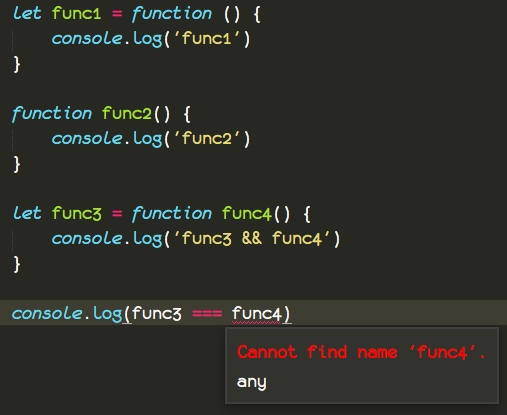 let func1 = function () {
    console.log('func1')
}
function func2() {
    console.log('func2')
}
let func3 = function func4() {
    console.log('func3 && func4')
}
console.log(func3 === func4)
Cannot find name 'func4'.
any